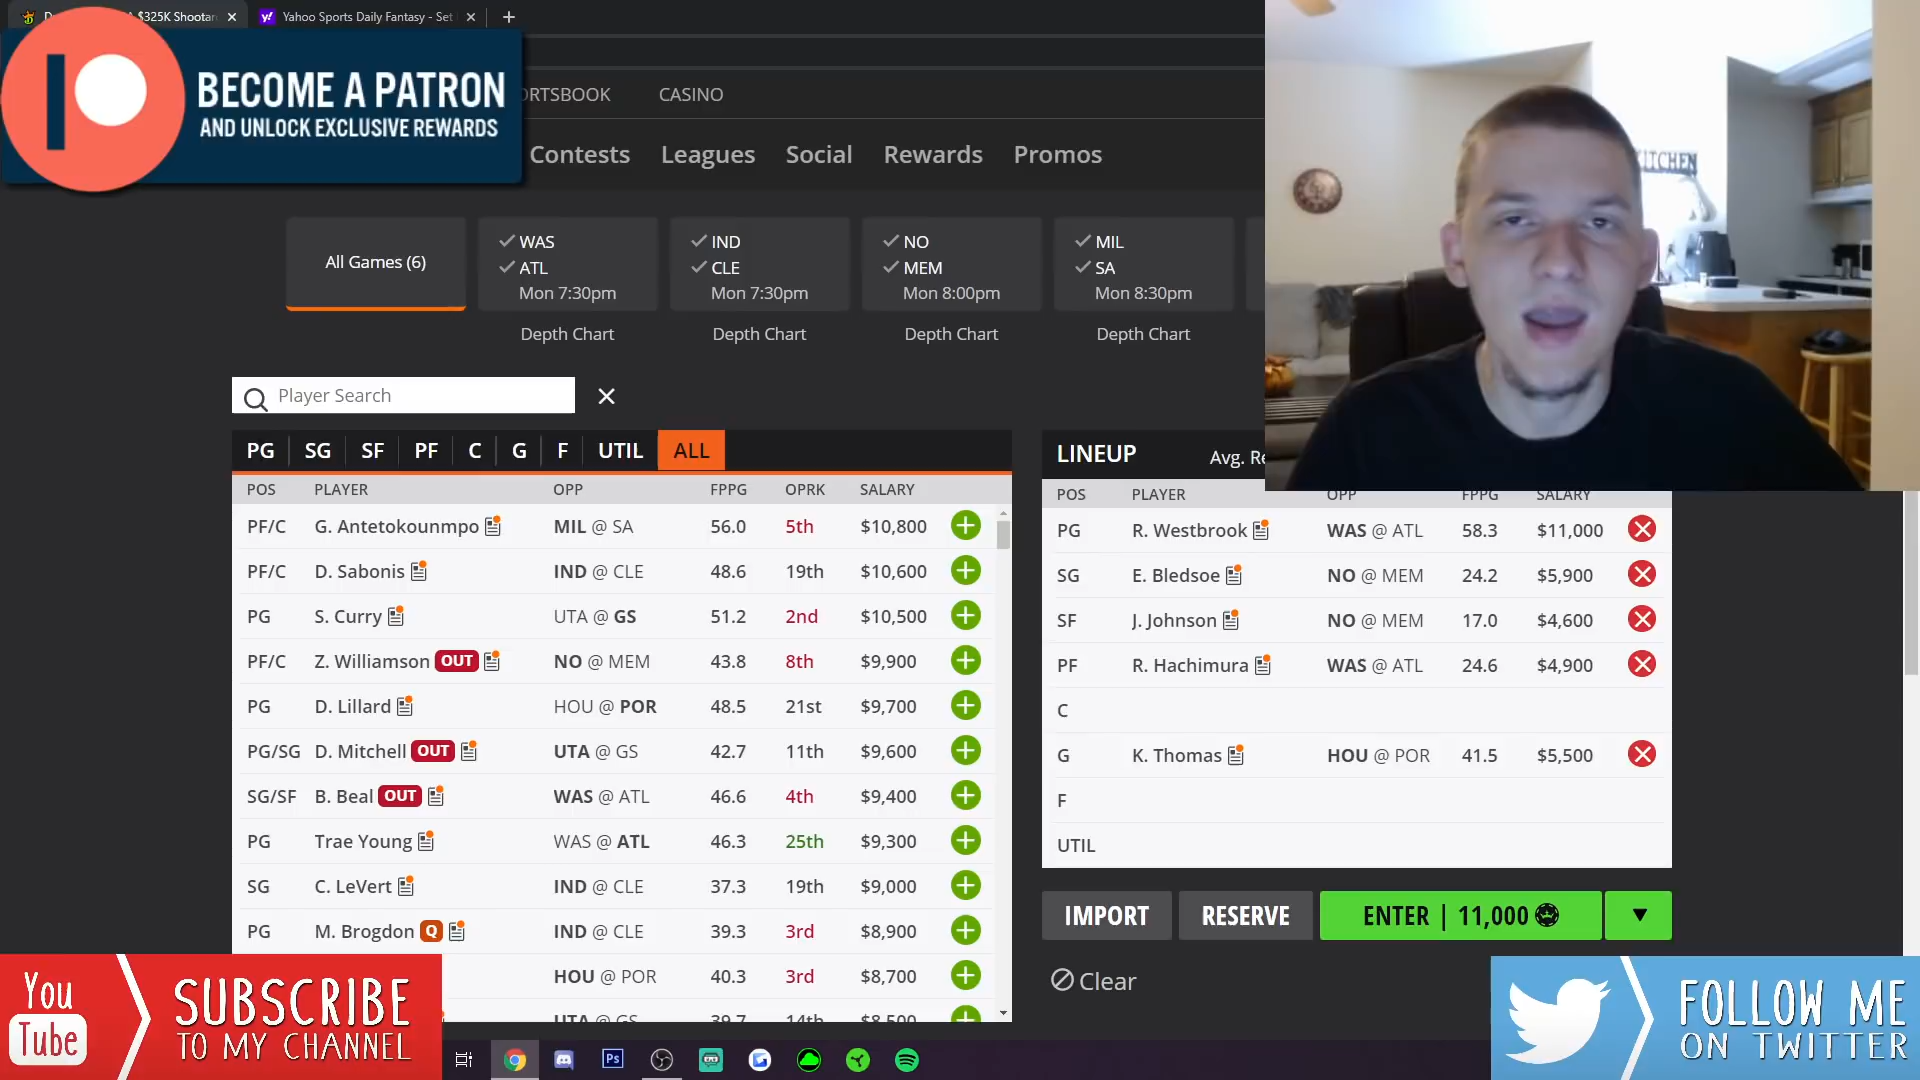 $325K Shootar
Yahoo Sports Daily Fantasy - Set
BECOME A PATRON
AND UNLOCK EXCLUSIVE REWARDS
CASINO
Contests Leagues Social Rewards Promos
All Games (6)
WAS
ATL
Mon 7:30pm
Depth Chart
IND
CLE
Mon 7:30pm
Depth Chart
NO
MEM
Mon 8:00pm
Depth Chart
MIL
SA
Mon 8:30pm
Depth Chart
KITCHEN
Player Search
PG SG SF PF C G F UTIL ALL
POS PLAYER OPP FPPG OPRK SALARY
PF/C G. Antetokounmpo MIL @ SA 56.0 5th $10,800
PF/C D. Sabonis IND @ CLE 48.6 19th $10,600
PG S. Curry UTA @ GS 51.2 2nd $10,500
PF/C Z. Williamson OUT NO @ MEM 43.8 8th $9,900
PG D. Lillard HOU @ POR 48.5 21st $9,700
PG/SG D. Mitchell OUT UTA @ GS 42.7 11th $9,600
SG/SF B. Beal OUT WAS @ ATL 46.6 4th $9,400
PG Trae Young WAS @ ATL 46.3 25th $9,300
SG C. LeVert IND @ CLE 37.3 19th $9,000
PG M. Brogdon Q IND @ CLE 39.3 3rd $8,900
HOU @ POR 40.3 3rd $8,700
UTA @ GS 39.7 14th $8,500
LINEUP Avg.
POS PLAYER OPP FPPG SALARY
PG R. Westbrook WAS @ ATL 58.3 $11,000
SG E. Bledsoe NO @ MEM 24.2 $5,900
SF J. Johnson NO @ MEM 17.0 $4,600
PF R. Hachimura WAS @ ATL 24.6 $4,900
C
G K. Thomas HOU @ POR 41.5 $5,500
F
UTIL
IMPORT RESERVE ENTER | 11,000
Clear
You
Tube
SUBSCRIBE
TO MY CHANNEL
Ps
FOLLOW ME
ON TWITTER